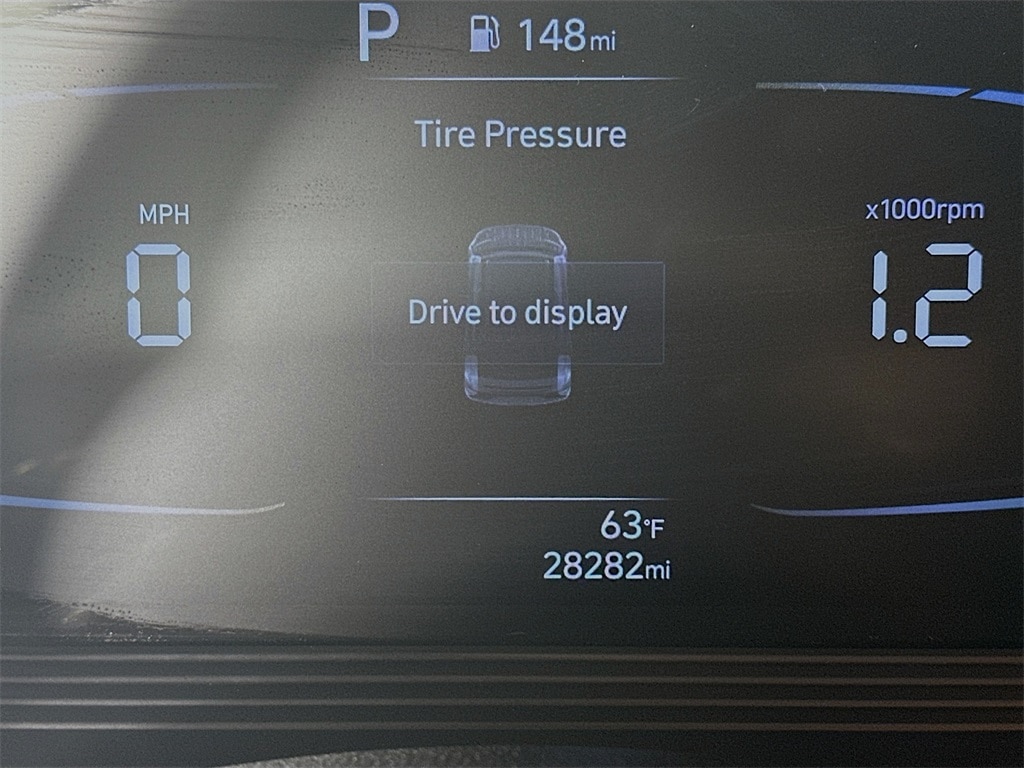 P 148mi
Tire Pressure
MPH
x1000rpm
0
1.2
Drive to display
63°F
28282mi